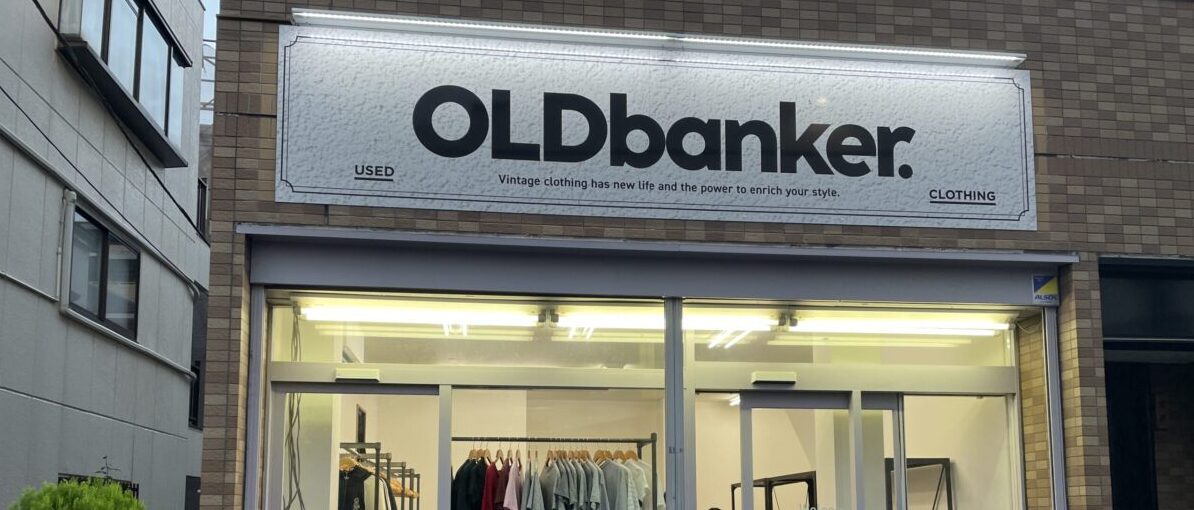 OLDbanker.
USED
Vintage clothing has new life and the power to enrich your style.
CLOTHING